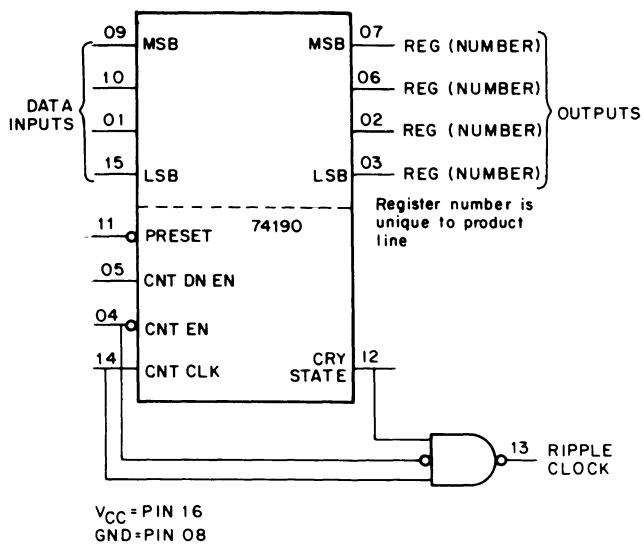 09 MSB MSB 07 REG (NUMBER)
10 06 REG (NUMBER)
DATA INPUTS
01 02 REG (NUMBER)
OUTPUTS
15 LSB LSB 03 REG (NUMBER)
Register number is
unique to product
line
74190
11 PRESET
05 CNT DN EN
04 CNT EN
14 CNT CLK
CRY 12
STATE
13 RIPPLE
CLOCK
VCC=PIN 16
GND=PIN 08